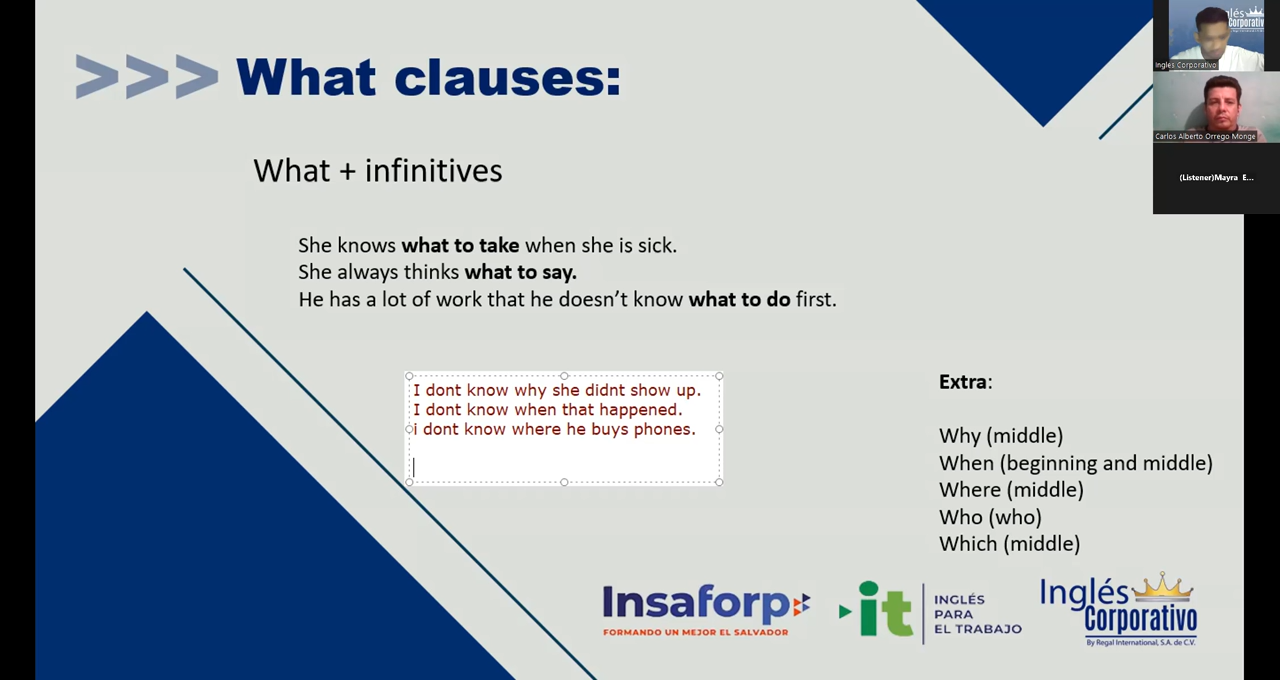 >>> What clauses:
What + infinitives
She knows what to take when she is sick.
She always thinks what to say.
He has a lot of work that he doesn’t know what to do first.
I dont know why she didnt show up.
I dont know when that happened.
i dont know where he buys phones.
Extra:
Why (middle)
When (beginning and middle)
Where (middle)
Who (who)
Which (middle)
Insaforp
FORMANDO UN MEJOR EL SALVADOR
it
INGLÉS
PARA
EL TRABAJO
Inglés
Corporativo
By Regal International, S.A. de C.V.
Inglés Corporativo
Carlos Alberto Orrego Monge
(Listener)Mayra E...